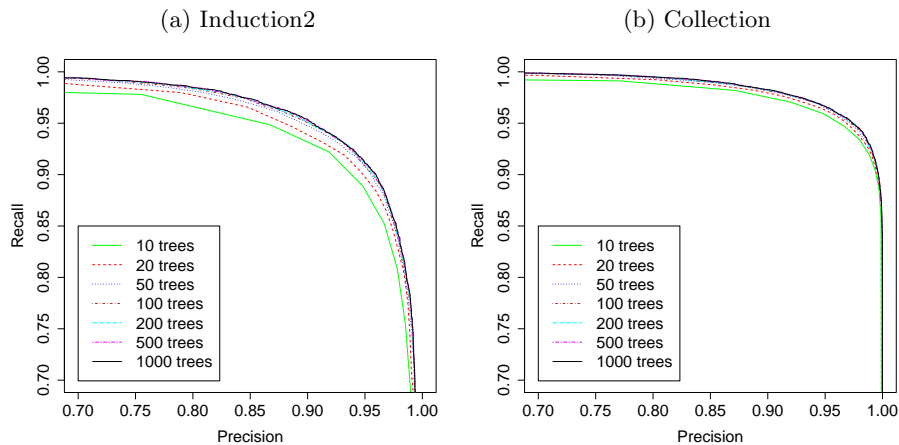 (a) Induction2
Recall
1.00
0.95
0.90
0.85
0.80
0.75
0.70
10 trees
20 trees
50 trees
100 trees
200 trees
500 trees
1000 trees
0.70 0.75 0.80 0.85 0.90 0.95 1.00
Precision
(b) Collection
Recall
1.00
0.95
0.90
0.85
0.80
0.75
0.70
10 trees
20 trees
50 trees
100 trees
200 trees
500 trees
1000 trees
0.70 0.75 0.80 0.85 0.90 0.95 1.00
Precision